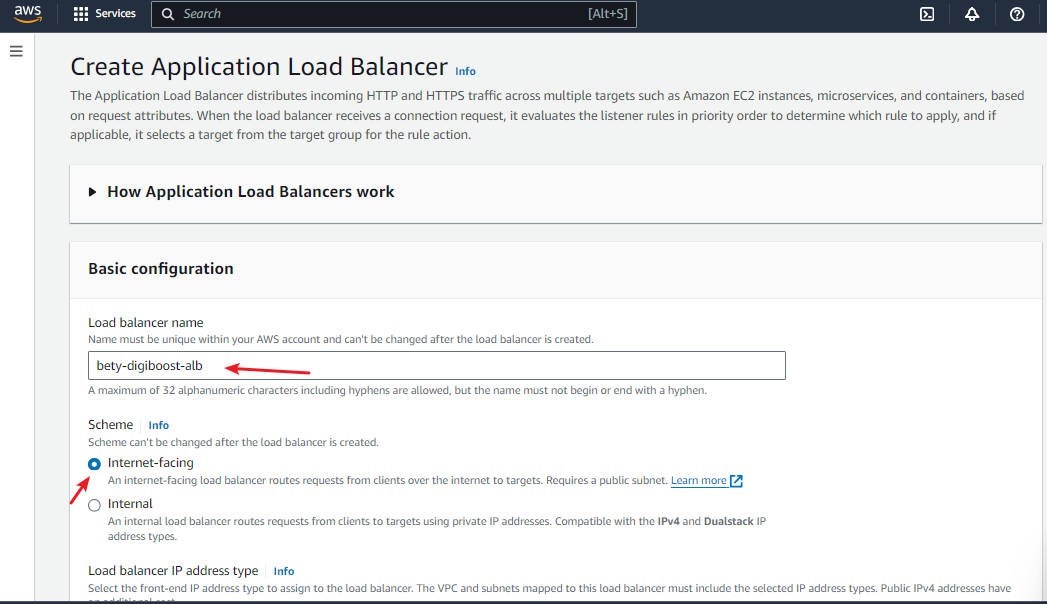 aws
Services
Search
[Alt+S]
Create Application Load Balancer Info
The Application Load Balancer distributes incoming HTTP and HTTPS traffic across multiple targets such as Amazon EC2 instances, microservices, and containers, based
on request attributes. When the load balancer receives a connection request, it evaluates the listener rules in priority order to determine which rule to apply, and if
applicable, it selects a target from the target group for the rule action.
How Application Load Balancers work
Basic configuration
Load balancer name
Name must be unique within your AWS account and can't be changed after the load balancer is created.
bety-digiboost-alb
A maximum of 32 alphanumeric characters including hyphens are allowed, but the name must not begin or end with a hyphen.
Scheme Info
Scheme can't be changed after the load balancer is created.
Internet-facing
An internet-facing load balancer routes requests from clients over the internet to targets. Requires a public subnet. Learn more
Internal
An internal load balancer routes requests from clients to targets using private IP addresses. Compatible with the IPv4 and Dualstack IP
address types.
Load balancer IP address type Info
Select the front-end IP address type to assign to the load balancer. The VPC and subnets mapped to this load balancer must include the selected IP address types. Public IPv4 addresses have